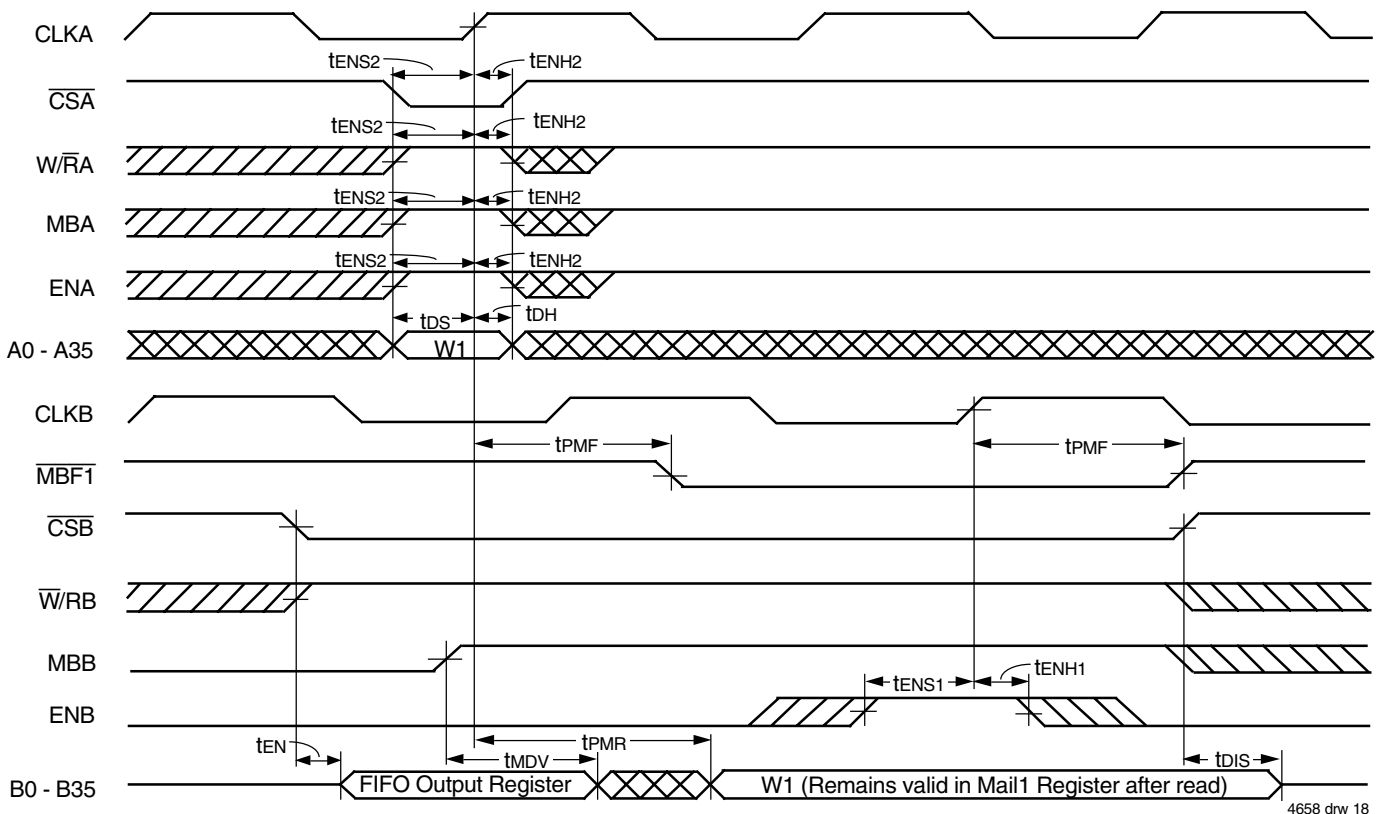 CLKA
tENS2 tENH2
CSA
tENS2 tENH2
W/RA
tENS2 tENH2
MBA
tENS2 tENH2
ENA
tDS tDH
A0 - A35 W1
CLKB
tPMF tPMF
MBF1
CSB
W/RB
MBB
tENS1 tENH1
ENB
tEN tMDV tPMR tDIS
B0 - B35 FIFO Output Register W1 (Remains valid in Mail1 Register after read)
4658 drw 18